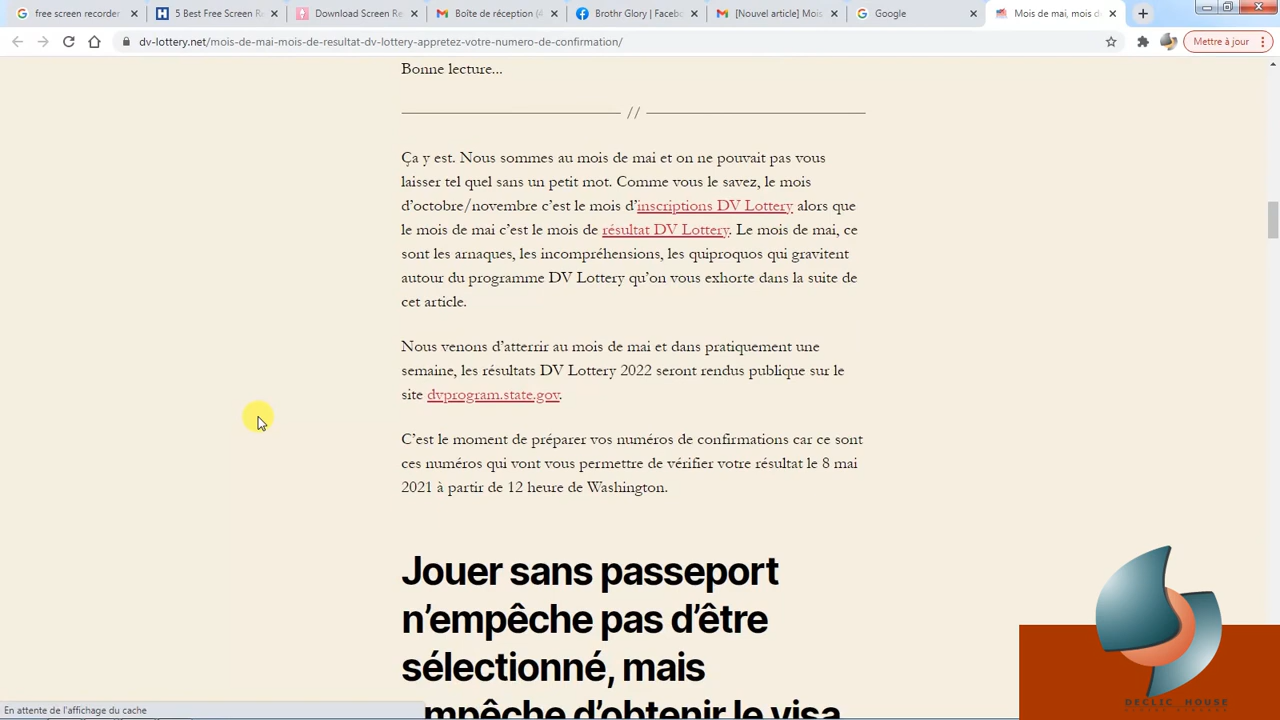 free screen recorder
5 Best Free Screen R
Download Screen Re
Boîte de réception (4
Brothr Glory | Facebo
[Nouvel article] Mois
Google
Mois de mai, mois de
dv-lottery.net/mois-de-mai-mois-de-resultat-dv-lottery-appretez-votre-numero-de-confirmation/
Mettre à jour
Bonne lecture...
//
Ça y est. Nous sommes au mois de mai et on ne pouvait pas vous
laisser tel quel sans un petit mot. Comme vous le savez, le mois
d'octobre/novembre c'est le mois d'inscriptions DV Lottery alors que
le mois de mai c'est le mois de résultat DV Lottery. Le mois de mai, ce
sont les arnaques, les incompréhensions, les quiproquos qui gravitent
autour du programme DV Lottery qu'on vous exhorte dans la suite de
cet article.
Nous venons d'atterrir au mois de mai et dans pratiquement une
semaine, les résultats DV Lottery 2022 seront rendus publique sur le
site dvprogram.state.gov.
C'est le moment de préparer vos numéros de confirmations car ce sont
ces numéros qui vont vous permettre de vérifier votre résultat le 8 mai
2021 à partir de 12 heure de Washington.
Jouer sans passeport
n'empêche pas d'être
sélectionné, mais
empêche d'obtenir le visa
En attente de l'affichage du cache
DECLIC_HOUSE